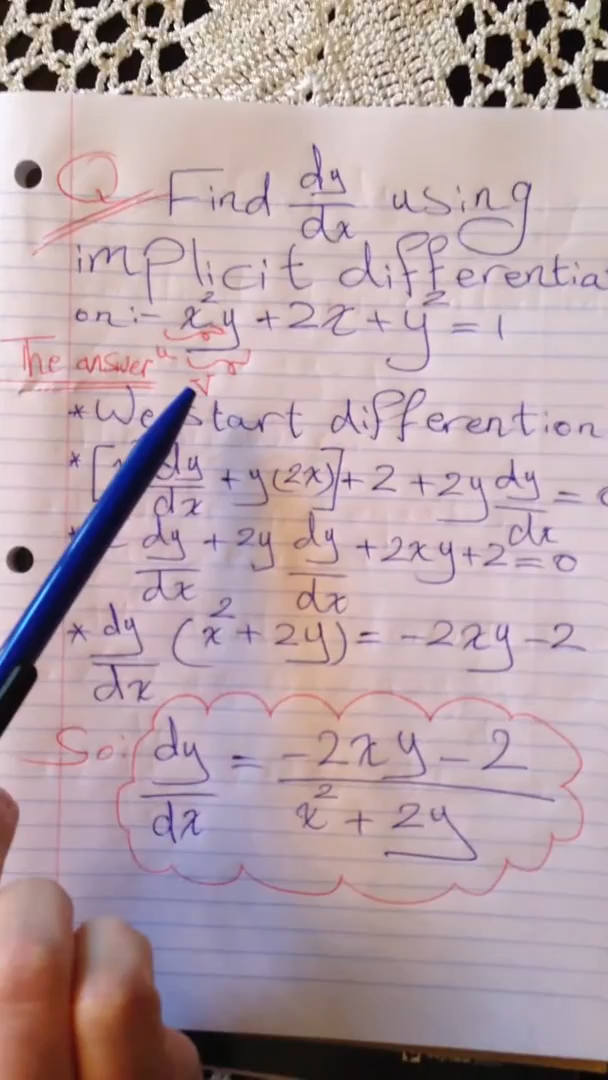 Q Find dy/dx using
implicit differentia
on:- x²y + 2x + y² = 1
The answer u
v
* We start differention
* [ dy/dx + y(2x)] + 2 + 2y dy/dx =
dy/dx + 2y dy/dx + 2xy + 2 = 0
* dy/dx (x² + 2y) = -2xy - 2
So: dy/dx = (-2xy - 2)/(x² + 2y)